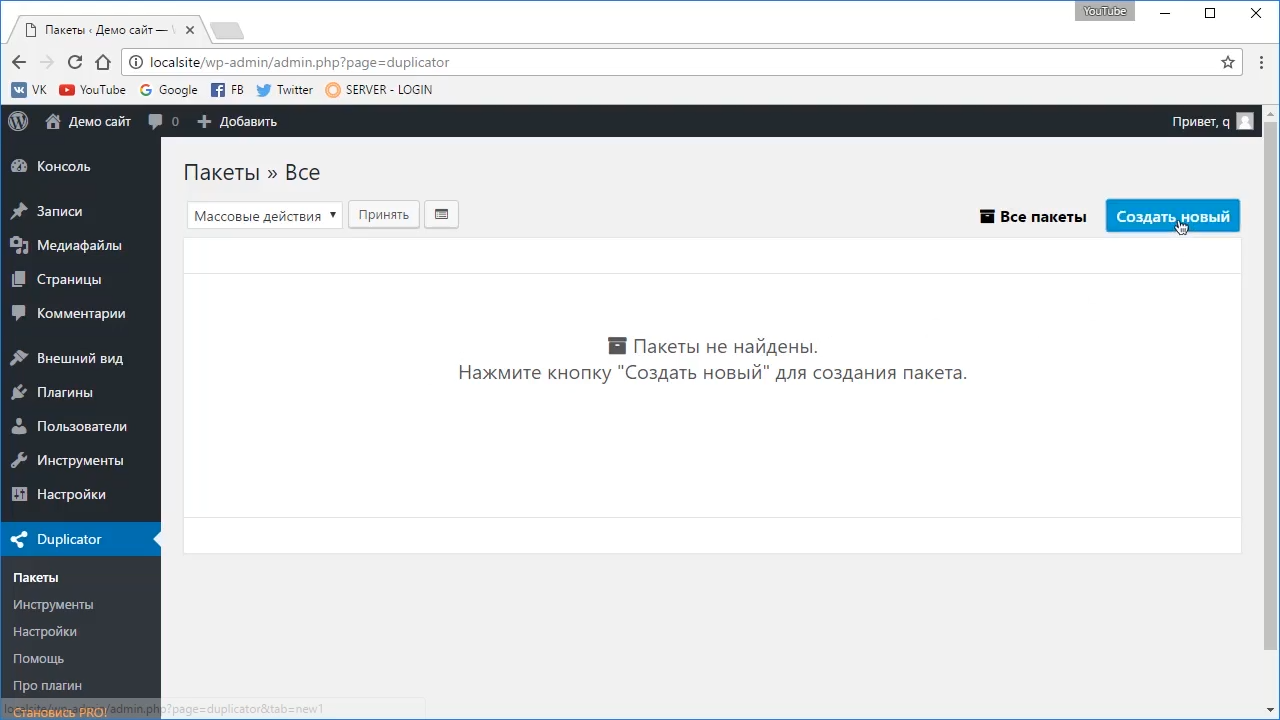 YouTube
Пакеты ‹ Демо сайт —
localsite/wp-admin/admin.php?page=duplicator
VK YouTube Google FB Twitter SERVER - LOGIN
Демо сайт 0 Добавить Привет, q
Консоль
Записи
Медиафайлы
Страницы
Комментарии
Внешний вид
Плагины
Пользователи
Инструменты
Настройки
Duplicator
Пакеты
Инструменты
Настройки
Помощь
Про плагин
Становись PRO!
localsite/wp-admin/admin.php?page=duplicator&tab=new1
Пакеты » Все
Массовые действия Принять Все пакеты Создать новый
Пакеты не найдены.
Нажмите кнопку "Создать новый" для создания пакета.